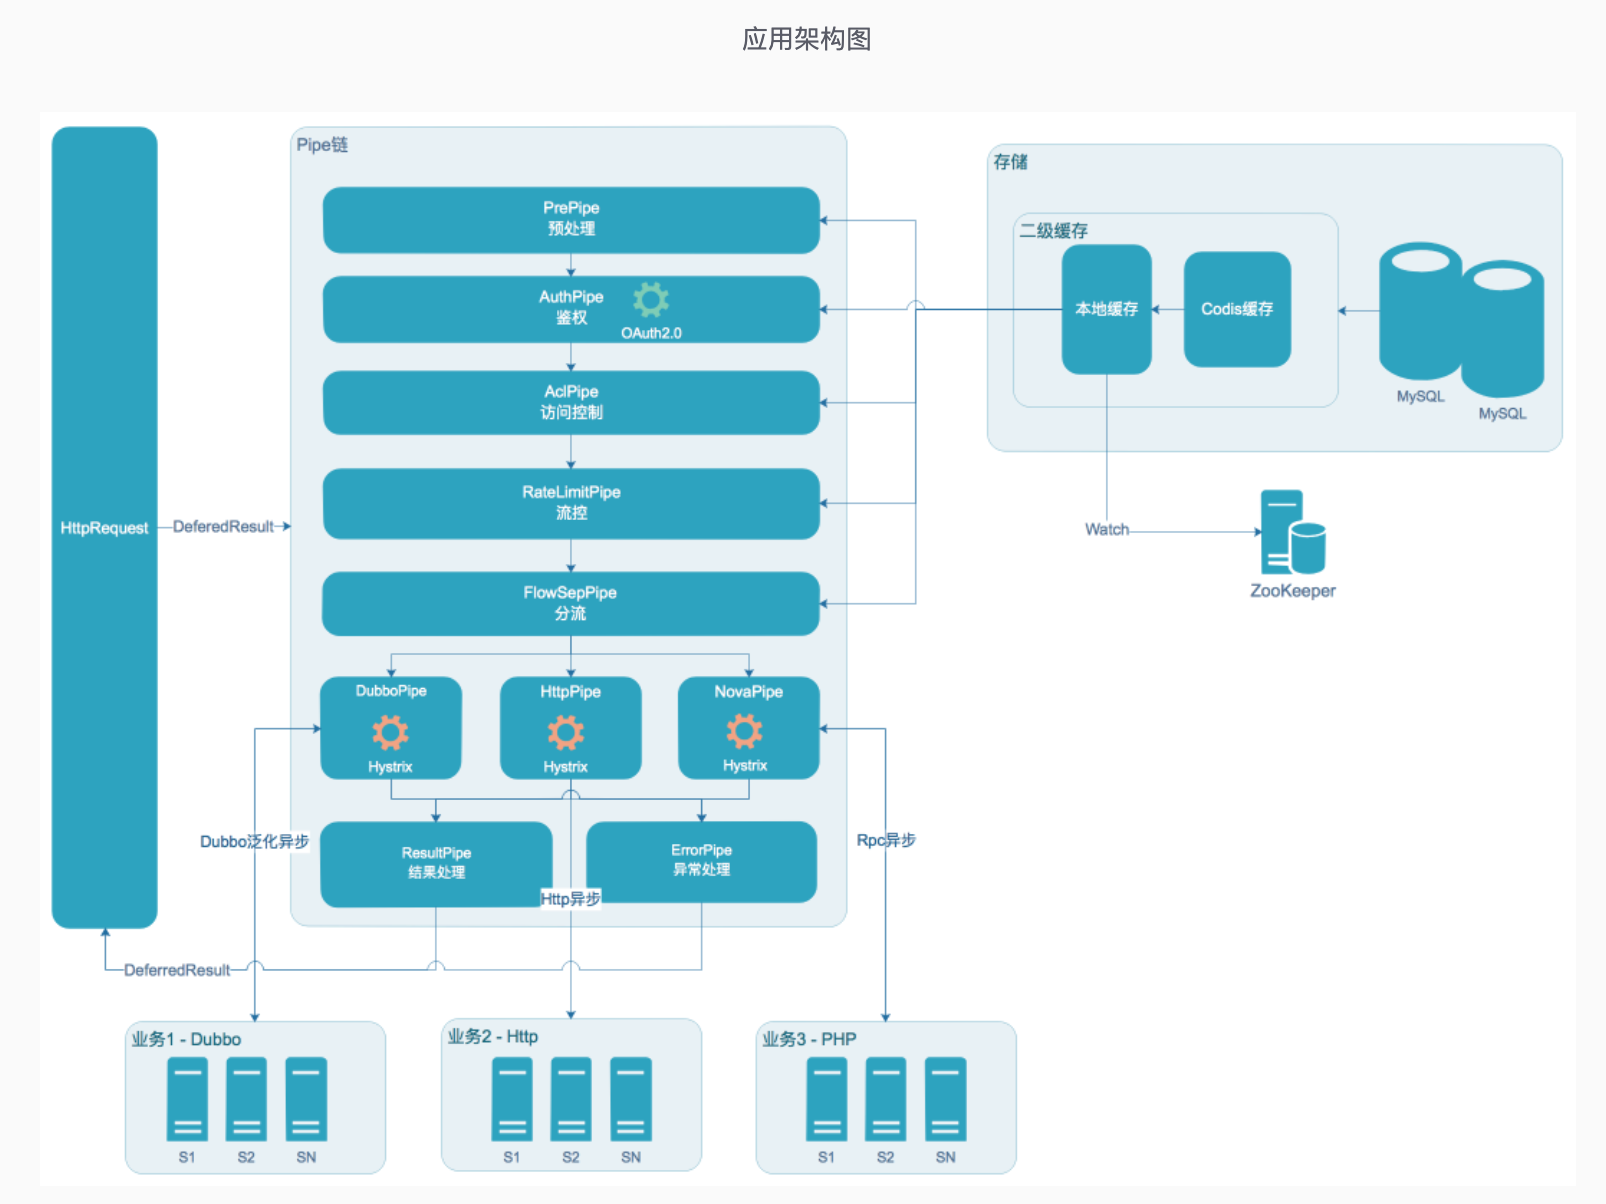 应用架构图
Pipe链
PrePipe
预处理
AuthPipe
鉴权
OAuth2.0
AclPipe
访问控制
RateLimitPipe
流控
FlowSepPipe
分流
DubboPipe
Hystrix
HttpPipe
Hystrix
NovaPipe
Hystrix
ResultPipe
结果处理
ErrorPipe
异常处理
HttpRequest
DeferedResult
DeferredResult
Dubbo泛化异步
Http异步
Rpc异步
存储
二级缓存
本地缓存
Codis缓存
MySQL
MySQL
Watch
ZooKeeper
业务1 - Dubbo
S1
S2
SN
业务2 - Http
S1
S2
SN
业务3 - PHP
S1
S2
SN